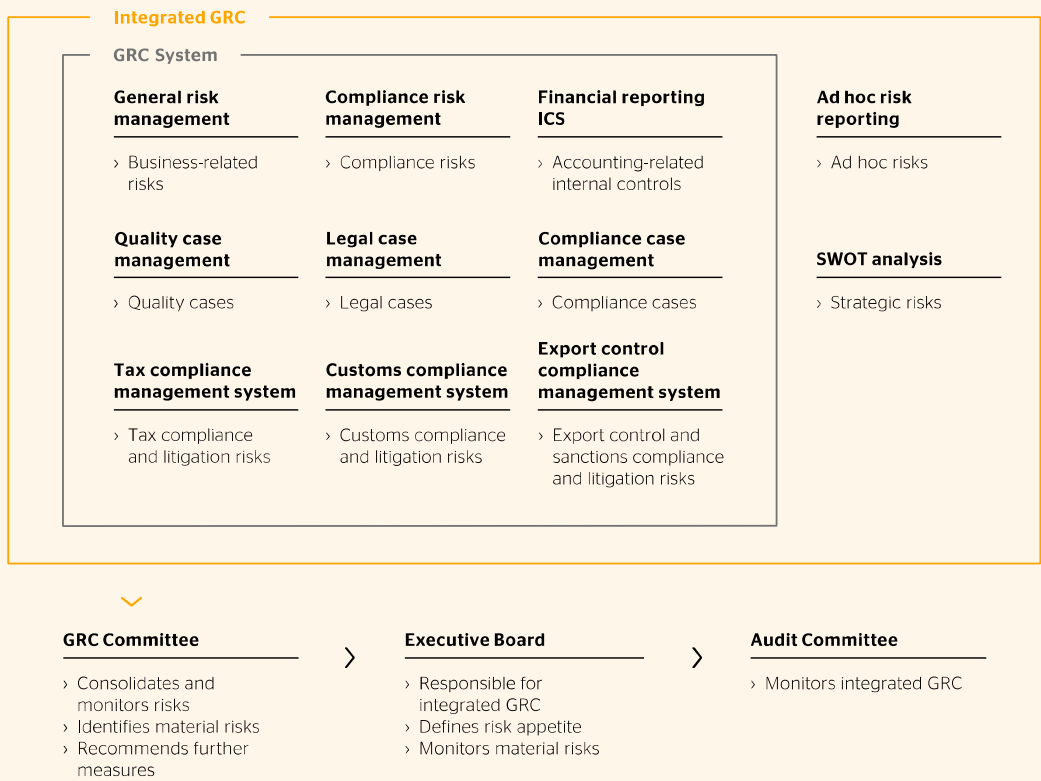 Integrated GRC
GRC System
General risk
management
› Business-related
risks
Compliance risk
management
› Compliance risks
Financial reporting
ICS
› Accounting-related
internal controls
Ad hoc risk
reporting
› Ad hoc risks
Quality case
management
› Quality cases
Legal case
management
› Legal cases
Compliance case
management
› Compliance cases
SWOT analysis
› Strategic risks
Tax compliance
management system
› Tax compliance
and litigation risks
Customs compliance
management system
› Customs compliance
and litigation risks
Export control
compliance
management system
› Export control and
sanctions compliance
and litigation risks
GRC Committee
› Consolidates and
monitors risks
› Identifies material risks
› Recommends further
measures
Executive Board
› Responsible for
integrated GRC
› Defines risk appetite
› Monitors material risks
Audit Committee
› Monitors integrated GRC